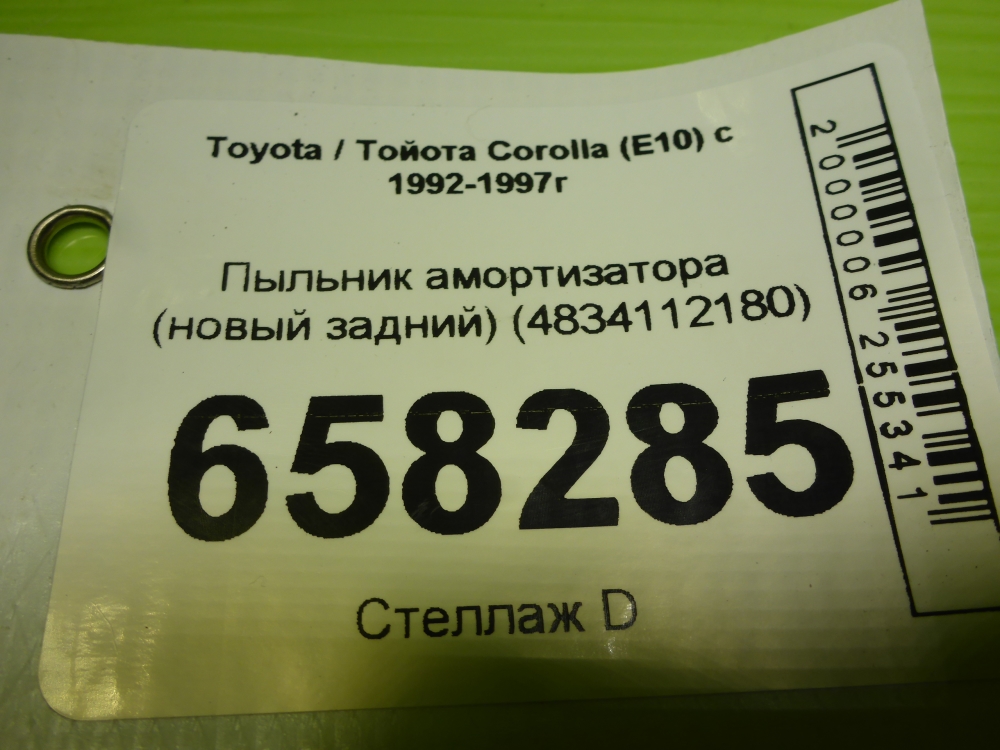 Toyota / Тойота Corolla (E10) с
1992-1997г
Пыльник амортизатора
(новый задний) (4834112180)
658285
Стеллаж D
2000006255341